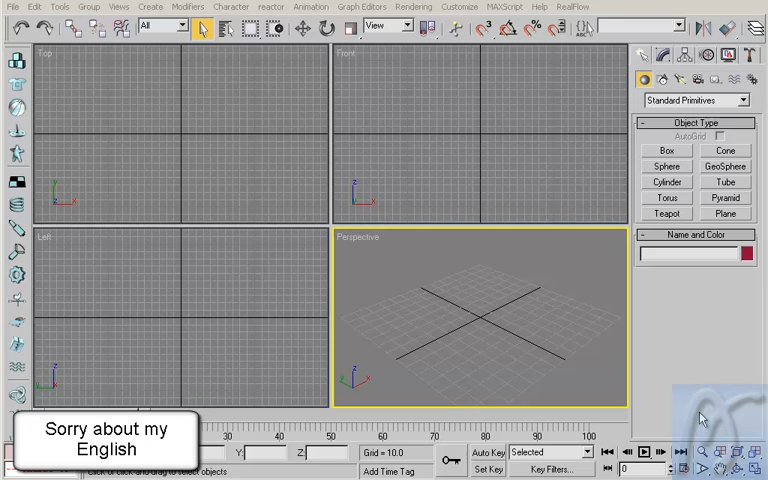 File Edit Tools Group Views Create Modifiers Character reactor Animation Graph Editors Rendering Customize MAXScript Help RealFlow
All View
Top Front
Left Perspective
Standard Primitives
- Object Type
AutoGrid
Box Cone
Sphere GeoSphere
Cylinder Tube
Torus Pyramid
Teapot Plane
- Name and Color
Sorry about my
English
30 40 50 60 70 80 90 100
Y: Z: Grid = 10.0 Auto Key Selected
Click or click-and-drag to select objects Add Time Tag Set Key Key Filters... 0